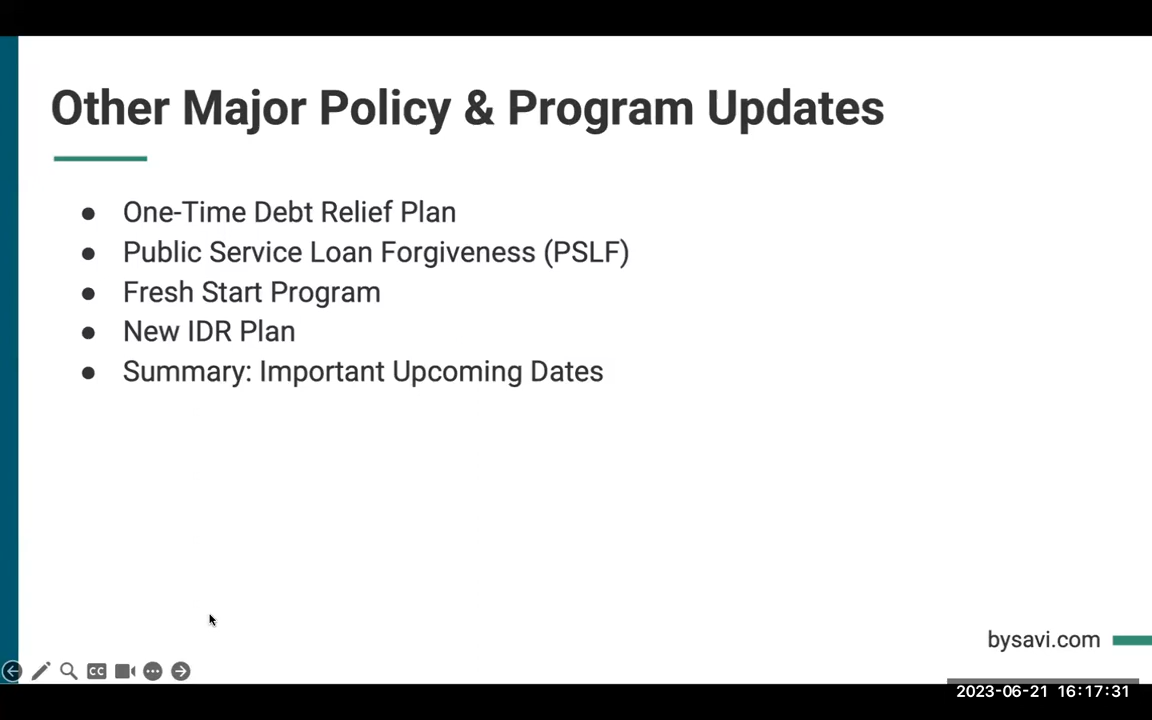 Other Major Policy & Program Updates
● One-Time Debt Relief Plan
● Public Service Loan Forgiveness (PSLF)
● Fresh Start Program
● New IDR Plan
● Summary: Important Upcoming Dates
bysavi.com
CC
2023-06-21 16:17:31